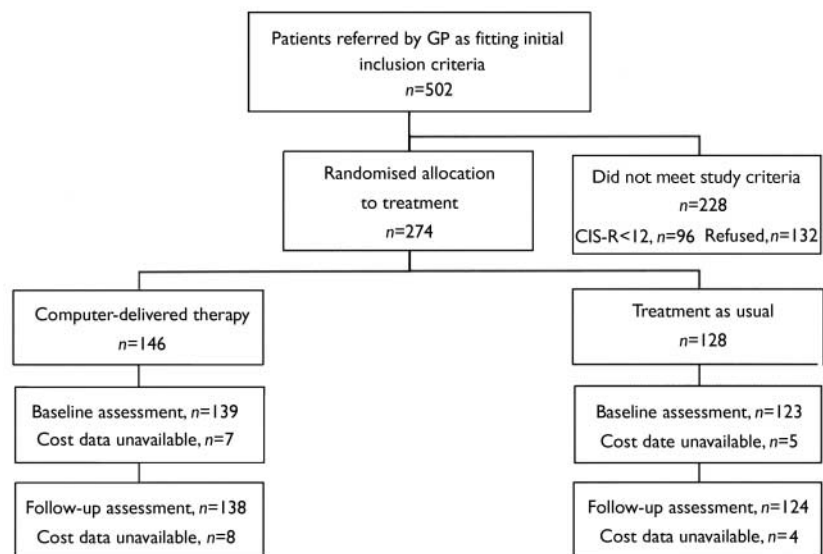 Patients referred by GP as fitting initial
inclusion criteria
n=502
Randomised allocation
to treatment
n=274
Did not meet study criteria
n=228
CIS-R<12, n=96 Refused, n=132
Computer-delivered therapy
n=146
Treatment as usual
n=128
Baseline assessment, n=139
Cost data unavailable, n=7
Baseline assessment, n=123
Cost date unavailable, n=5
Follow-up assessment, n=138
Cost data unavailable, n=8
Follow-up assessment, n=124
Cost data unavailable, n=4